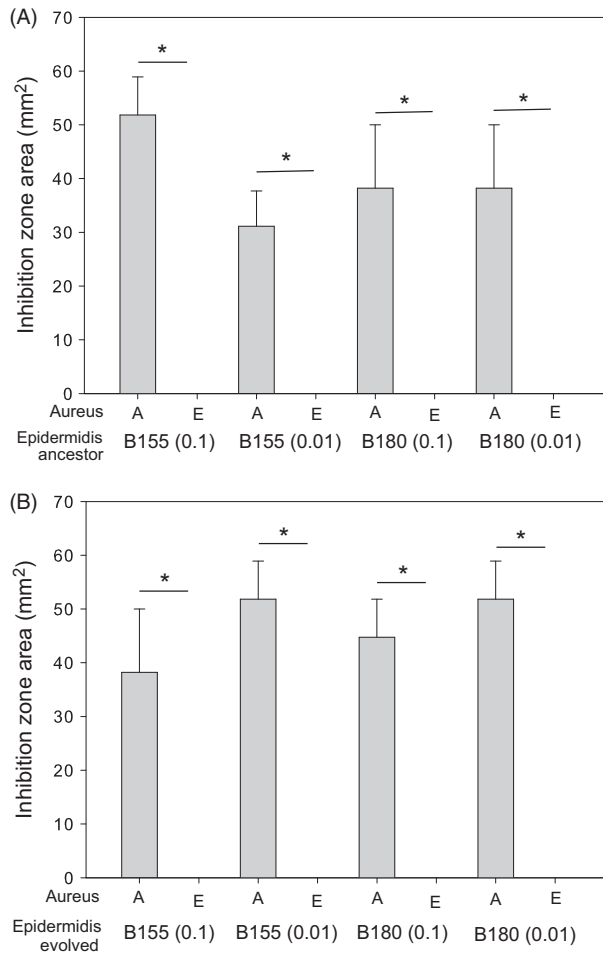 (A)
70
60
50
40
30
20
10
0
Inhibition zone area (mm²)
*
*
*
*
Aureus A E A E A E A E
Epidermidis
ancestor
B155 (0.1) B155 (0.01) B180 (0.1) B180 (0.01)
(B)
70
60
50
40
30
20
10
0
Inhibition zone area (mm²)
*
*
*
*
Aureus A E A E A E A E
Epidermidis
evolved
B155 (0.1) B155 (0.01) B180 (0.1) B180 (0.01)